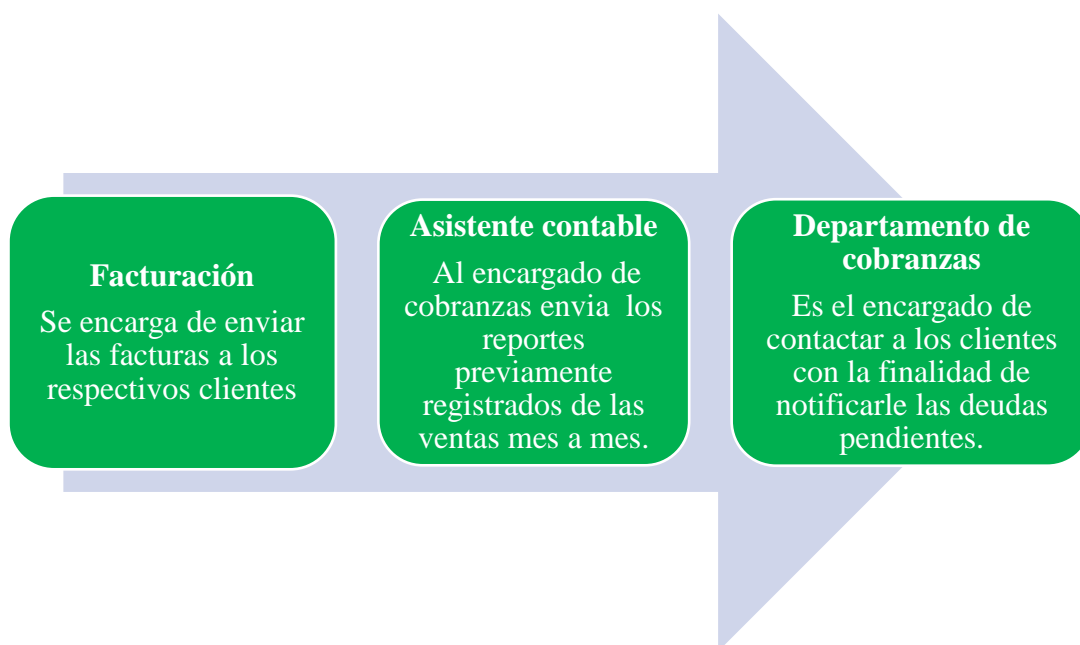 Facturación
Se encarga de enviar
las facturas a los
respectivos clientes
Asistente contable
Al encargado de
cobranzas envia  los
reportes
previamente
registrados de las
ventas mes a mes.
Departamento de
cobranzas
Es el encargado de
contactar a los clientes
con la finalidad de
notificarle las deudas
pendientes.